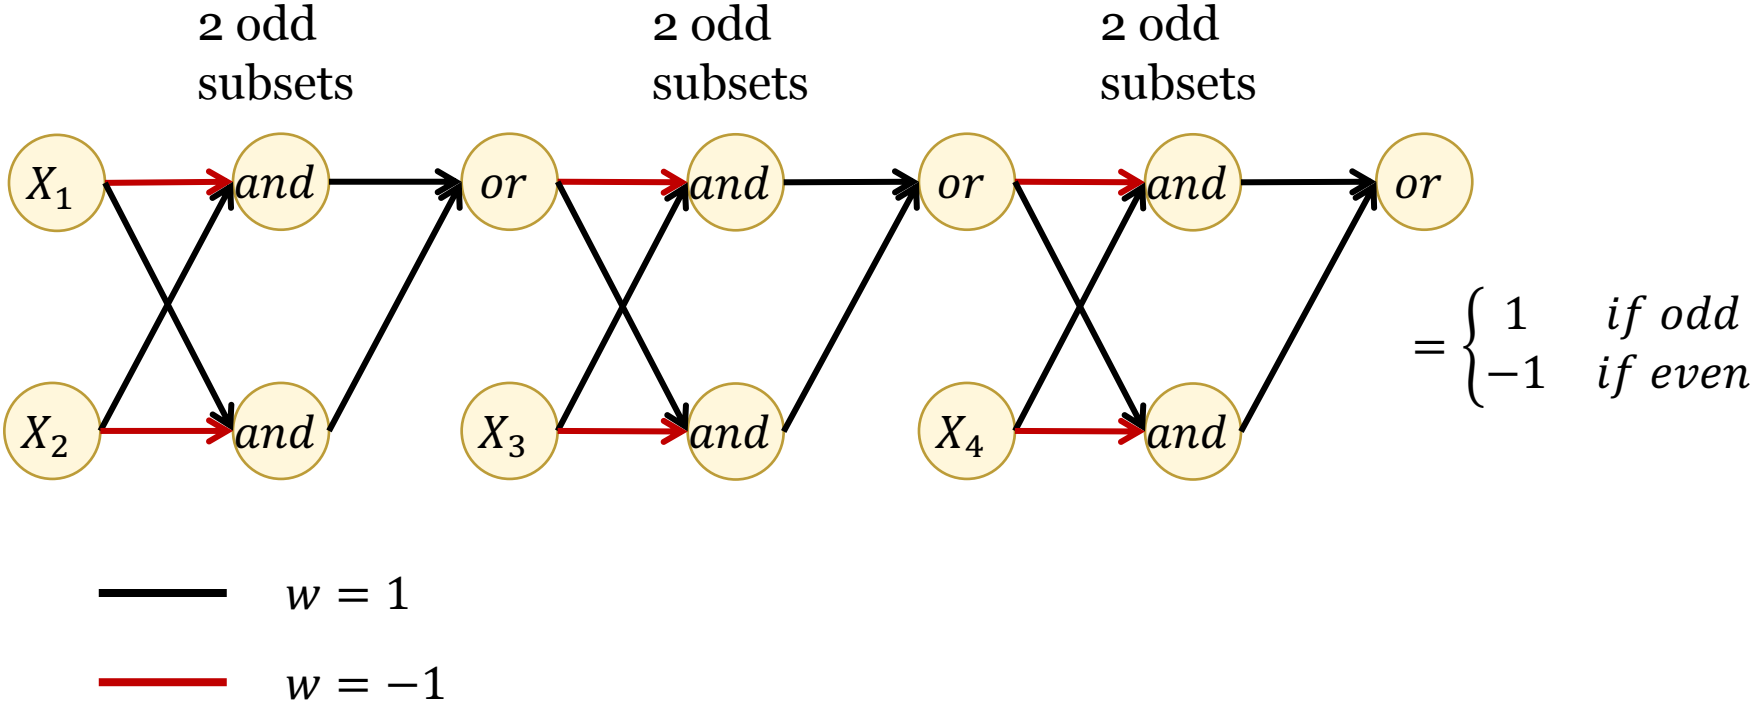 2 odd
subsets
2 odd
subsets
2 odd
subsets
X₁
and
or
and
or
and
or
X₂
and
X₃
and
X₄
and
= { 1 if odd
−1 if even
w = 1
w = −1